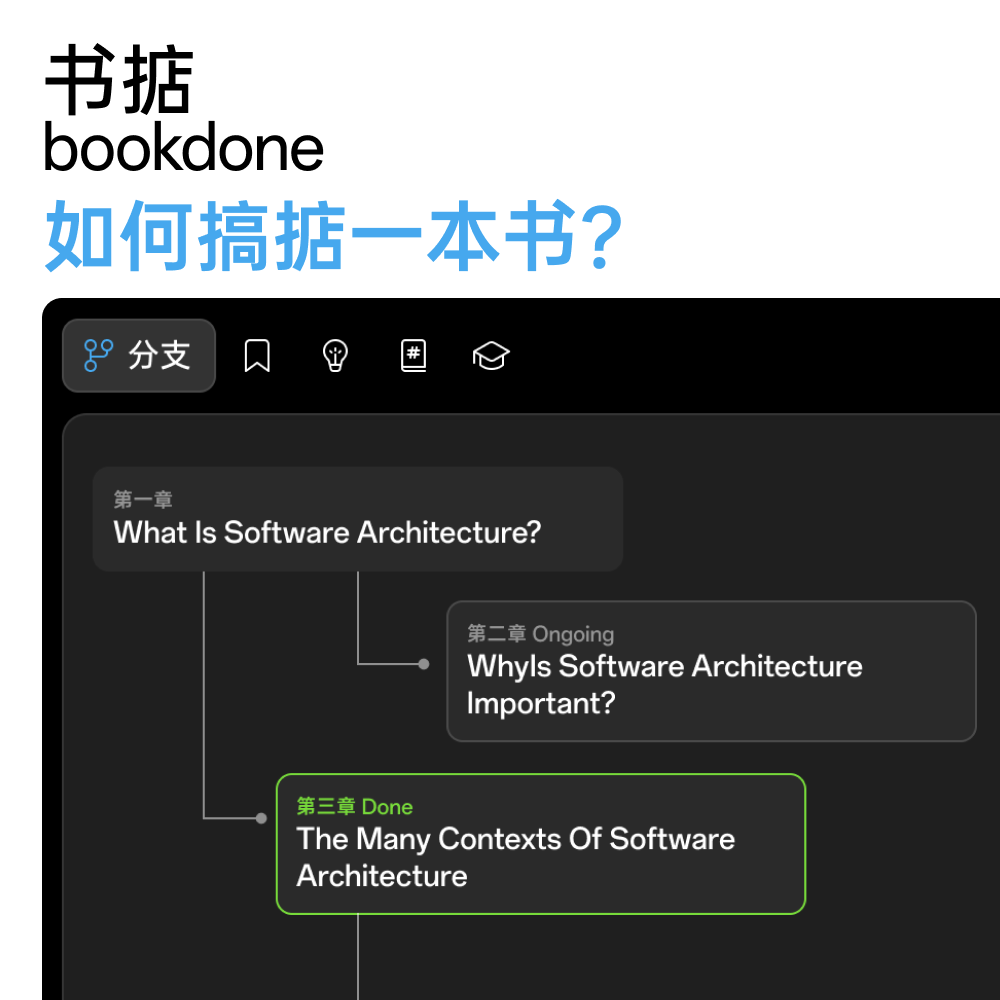 书掂
bookdone
如何搞掂一本书?
分支
#
第一章
What Is Software Architecture?
第二章 Ongoing
WhyIs Software Architecture
Important?
第三章 Done
The Many Contexts Of Software
Architecture